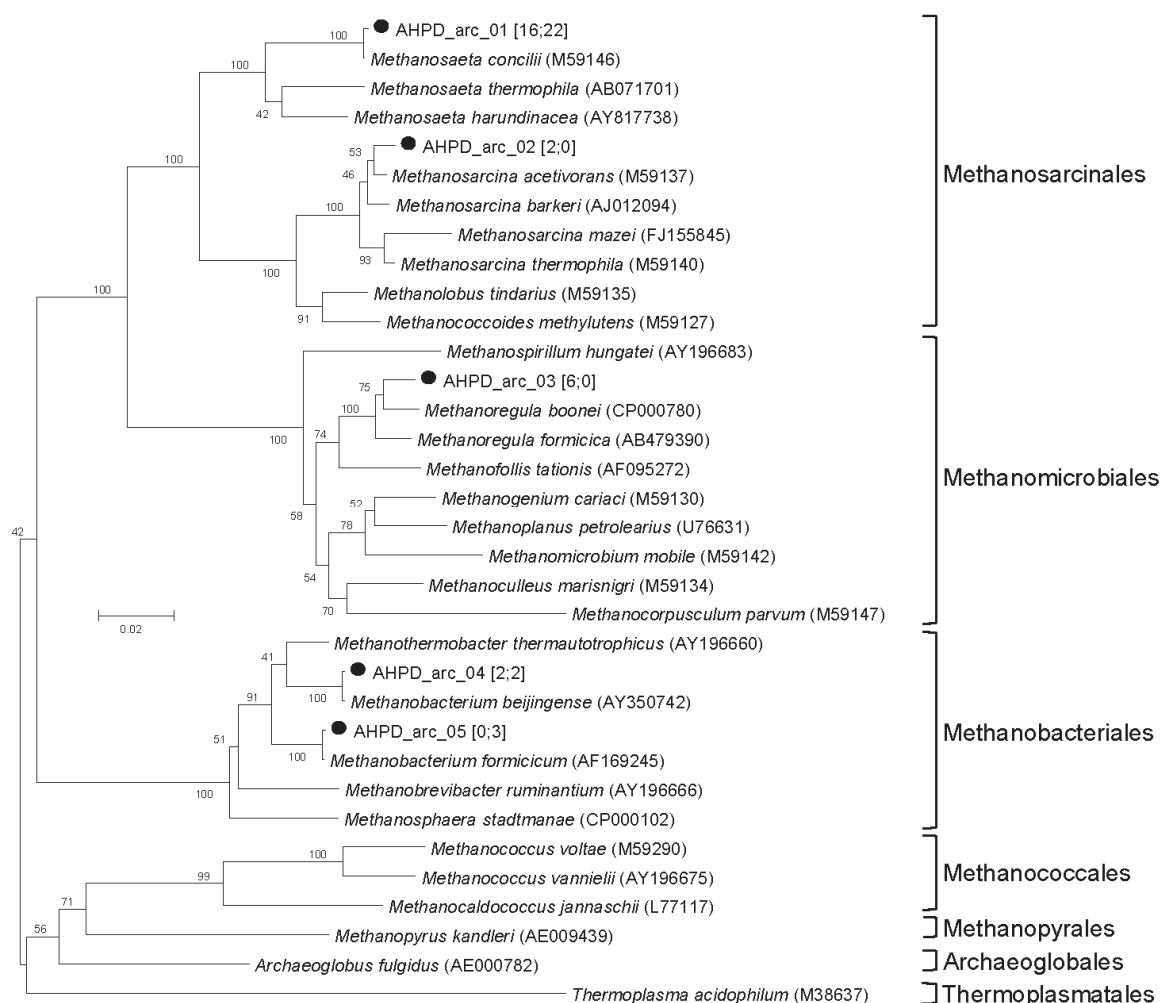 AHPD_arc_01 [16;22]
Methanosaeta concilii (M59146)
Methanosaeta thermophila (AB071701)
Methanosaeta harundinacea (AY817738)
AHPD_arc_02 [2;0]
Methanosarcina acetivorans (M59137)
Methanosarcina barkeri (AJ012094)
Methanosarcina mazei (FJ155845)
Methanosarcina thermophila (M59140)
Methanolobus tindarius (M59135)
Methanococcoides methylutens (M59127)
Methanospirillum hungatei (AY196683)
AHPD_arc_03 [6;0]
Methanoregula boonei (CP000780)
Methanoregula formicica (AB479390)
Methanofollis tationis (AF095272)
Methanogenium cariaci (M59130)
Methanoplanus petrolearius (U76631)
Methanomicrobium mobile (M59142)
Methanoculleus marisnigri (M59134)
Methanocorpusculum parvum (M59147)
Methanothermobacter thermautotrophicus (AY196660)
AHPD_arc_04 [2;2]
Methanobacterium beijingense (AY350742)
AHPD_arc_05 [0;3]
Methanobacterium formicicum (AF169245)
Methanobrevibacter ruminantium (AY196666)
Methanosphaera stadtmanae (CP000102)
Methanococcus voltae (M59290)
Methanococcus vannielii (AY196675)
Methanocaldococcus jannaschii (L77117)
Methanopyrus kandleri (AE009439)
Archaeoglobus fulgidus (AE000782)
Thermoplasma acidophilum (M38637)
Methanosarcinales
Methanomicrobiales
Methanobacteriales
Methanococcales
Methanopyrales
Archaeoglobales
Thermoplasmatales
100
100
42
100
53
46
100
93
100
91
100
75
100
74
100
58
52
78
54
70
42
0.02
41
100
91
100
51
100
100
99
71
56